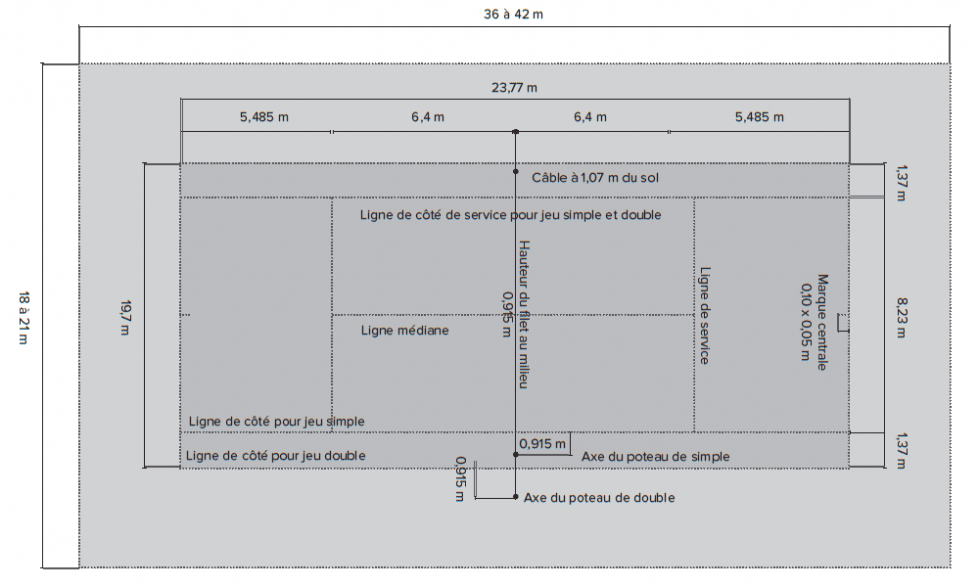 36 à 42 m
23,77 m
5,485 m
6,4 m
6,4 m
5,485 m
Câble à 1,07 m du sol
1,37 m
Ligne de côté de service pour jeu simple et double
18 à 21 m
19,7 m
Hauteur du filet au milieu
0,915 m
Ligne médiane
Ligne de service
Marque centrale
0,10 x 0,05 m
8,23 m
Ligne de côté pour jeu simple
0,915 m
1,37 m
Ligne de côté pour jeu double
Axe du poteau de simple
0,915 m
Axe du poteau de double